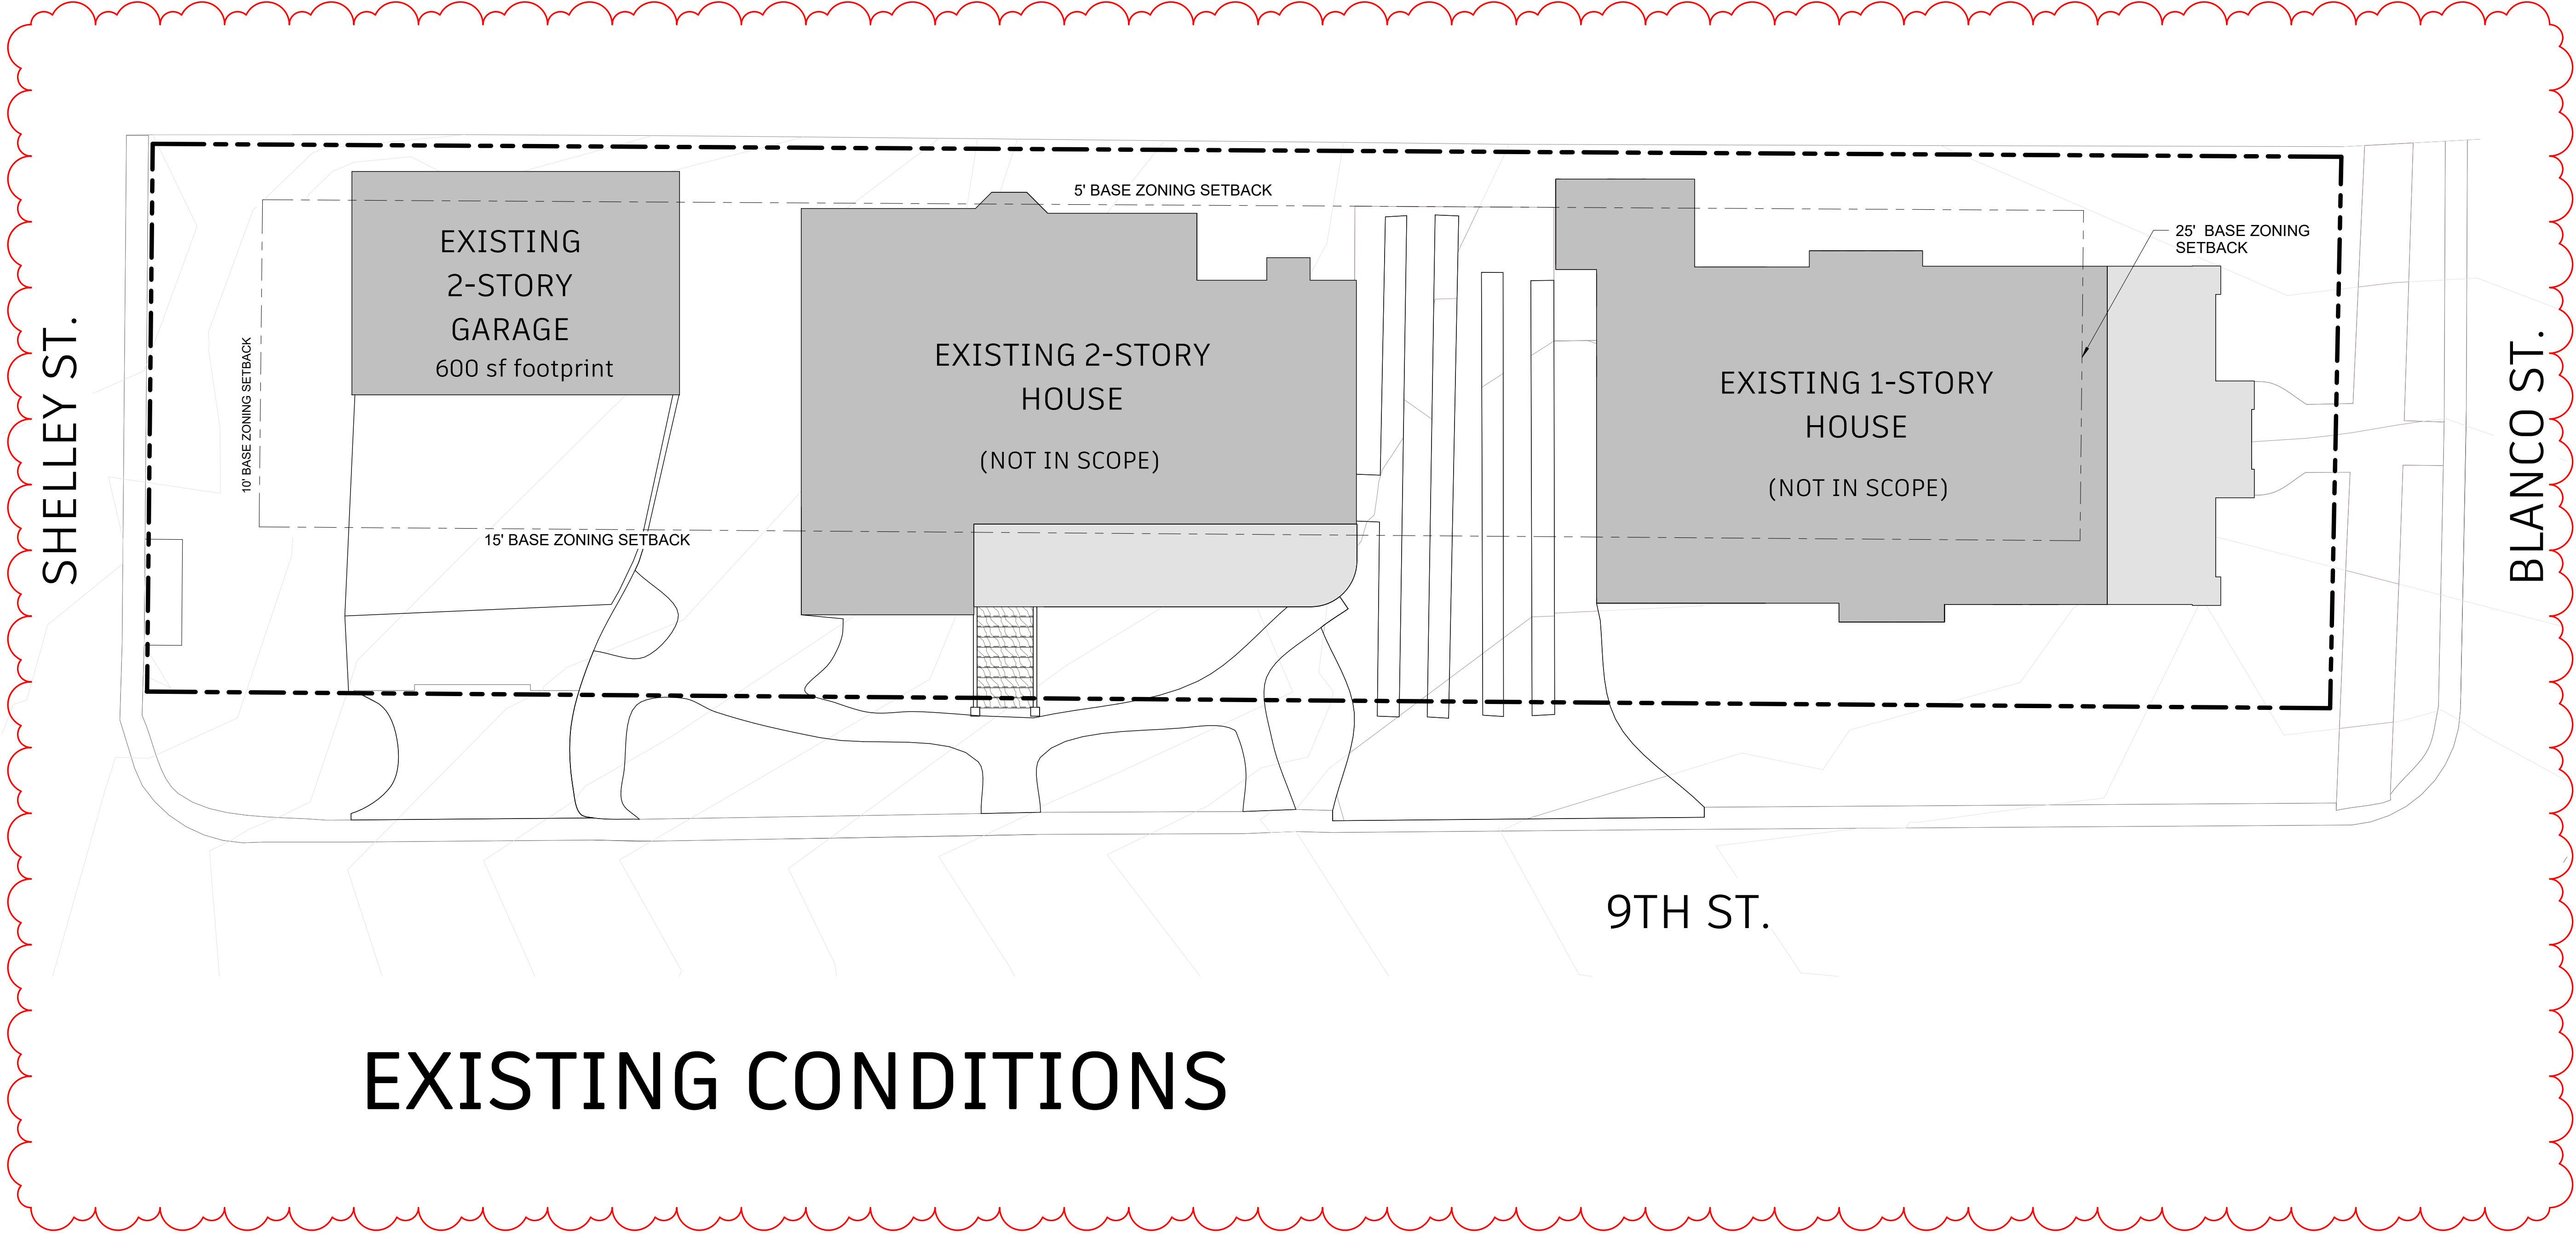 5' BASE ZONING SETBACK
25'  BASE ZONING
SETBACK
EXISTING
2-STORY
GARAGE
600 sf footprint
10' BASE ZONING SETBACK
SHELLEY ST.
EXISTING 2-STORY
HOUSE
(NOT IN SCOPE)
EXISTING 1-STORY
HOUSE
(NOT IN SCOPE)
BLANCO ST.
15' BASE ZONING SETBACK
9TH ST.
EXISTING CONDITIONS